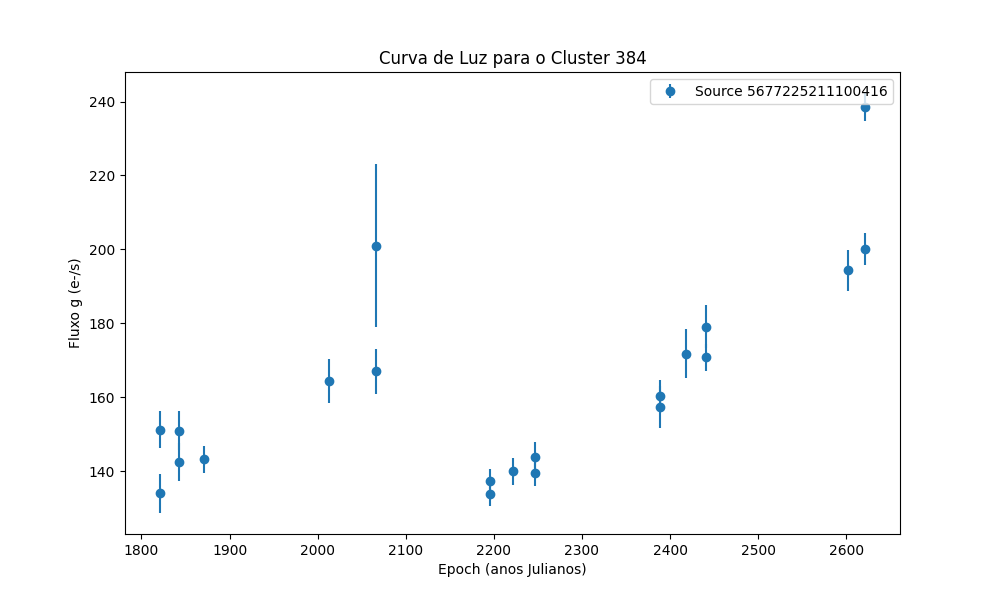 Curva de Luz para o Cluster 384
Source 5677225211100416
240
220
200
180
160
140
Fluxo g (e-/s)
1800 1900 2000 2100 2200 2300 2400 2500 2600
Epoch (anos Julianos)